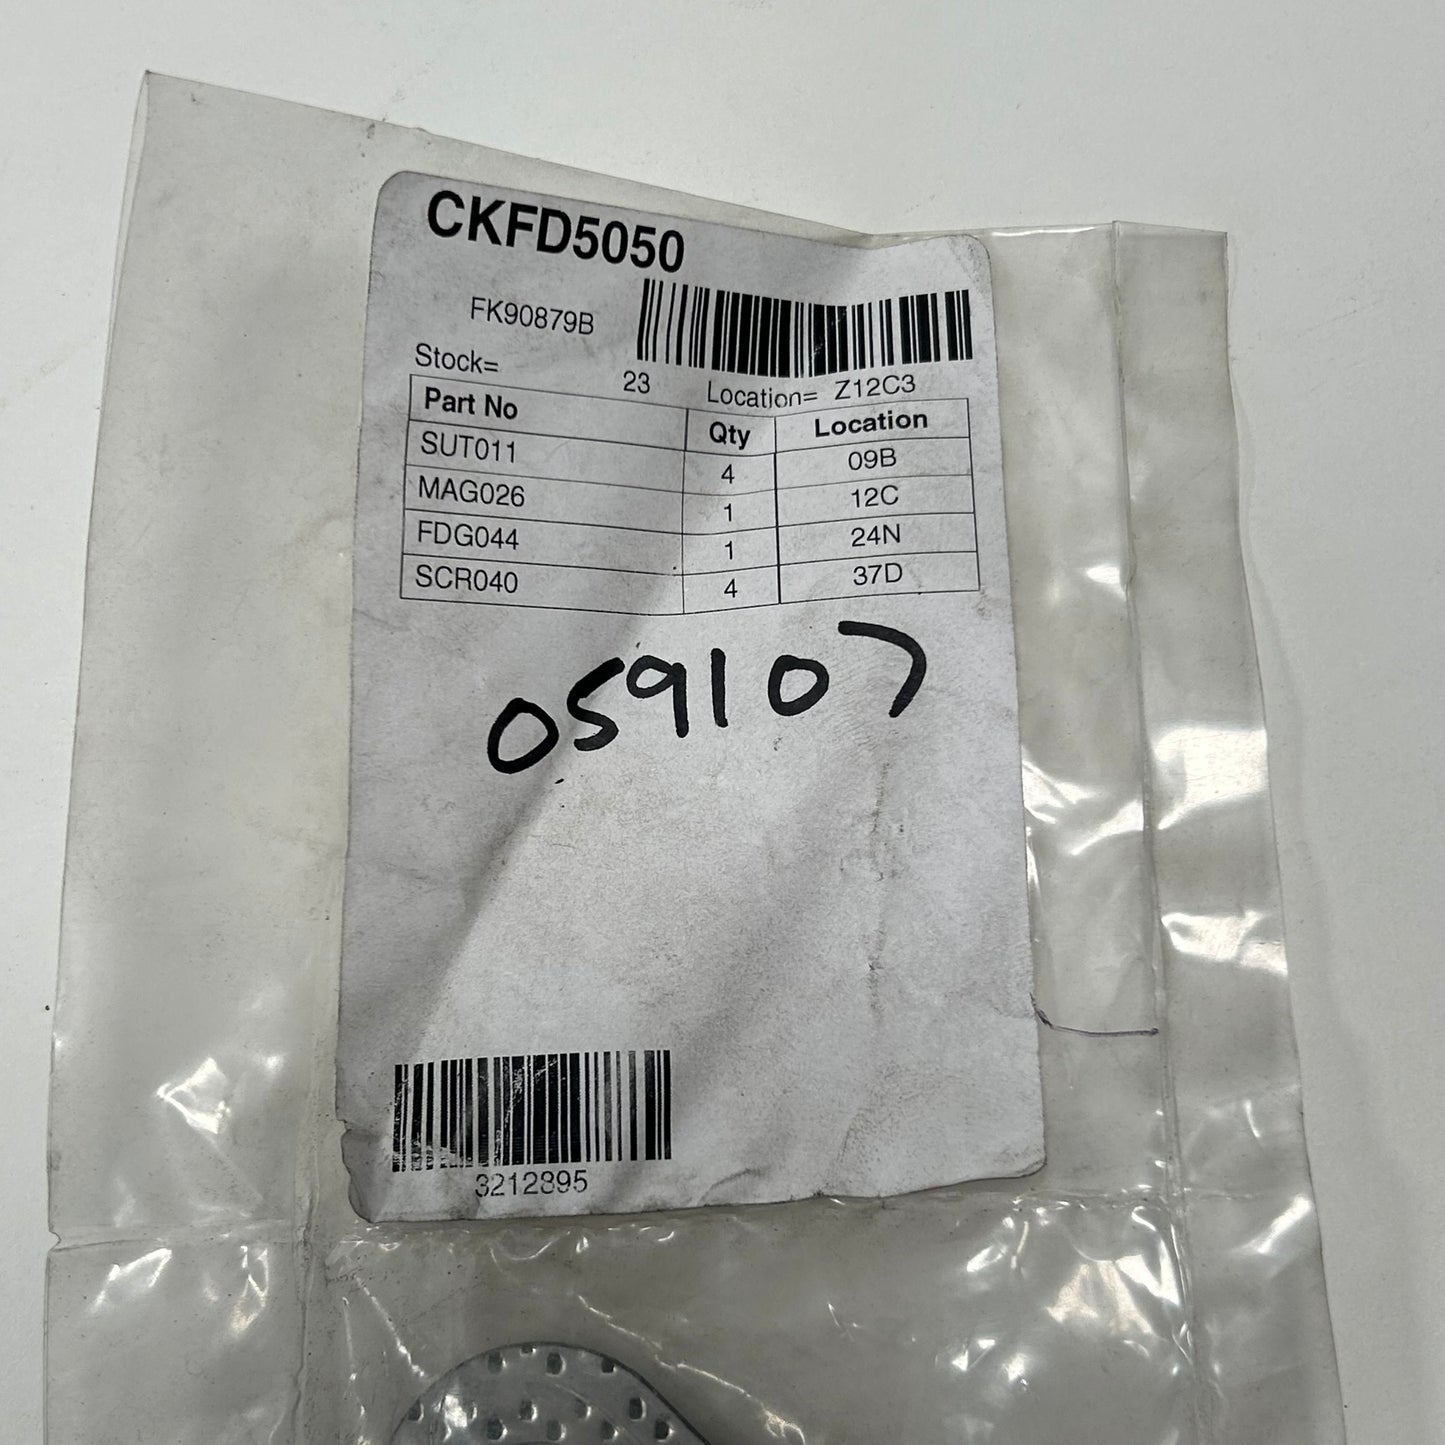 CKFD5050
FK90879B
Stock= 23 Location= Z12C3
Part No Qty Location
SUT011 4 09B
MAG026 1 12C
FDG044 1 24N
SCR040 4 37D
059107
3212895